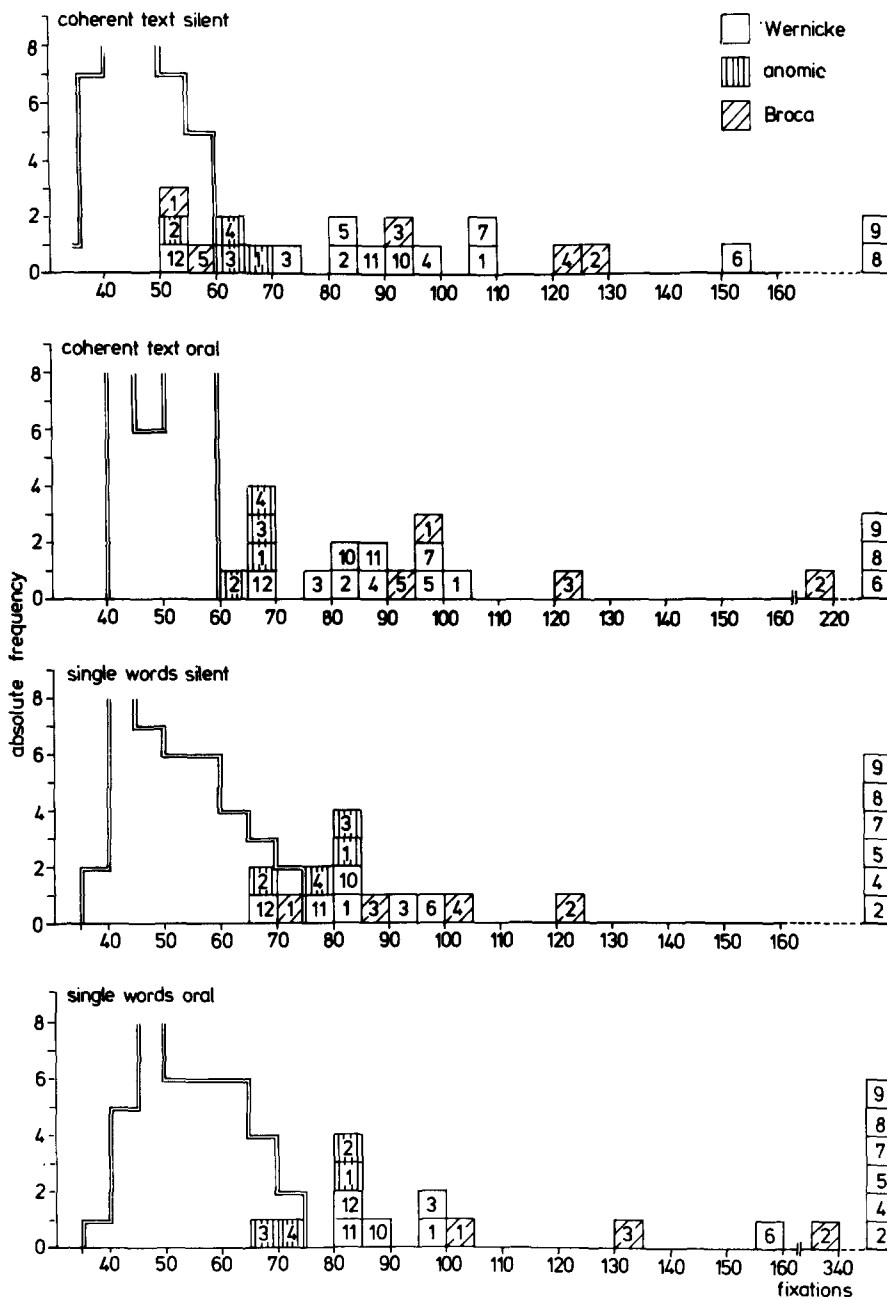 coherent text silent
Wernicke
anomic
Broca
8
6
4
2
0
1
2 4 5 3 7 9
12 5 3 1 3 2 11 10 4 1 4 2 6 8
40 50 60 70 80 90 100 110 120 130 140 150 160
coherent text oral
8
6
4
2
0
4
3 1 9
1 10 11 7 8
2 12 3 2 4 5 5 1 3 2 6
40 50 60 70 80 90 100 110 120 130 140 150 160 220
absolute frequency
single words silent
8
6
4
2
0
9
8
3 7
1 5
2 4 10 4
12 1 11 1 3 3 6 4 2 2
40 50 60 70 80 90 100 110 120 130 140 150 160
single words oral
8
6
4
2
0
9
8
2 7
1 5
12 3 4
3 4 11 10 1 1 3 6 2 2
40 50 60 70 80 90 100 110 120 130 140 150 160 340
fixations